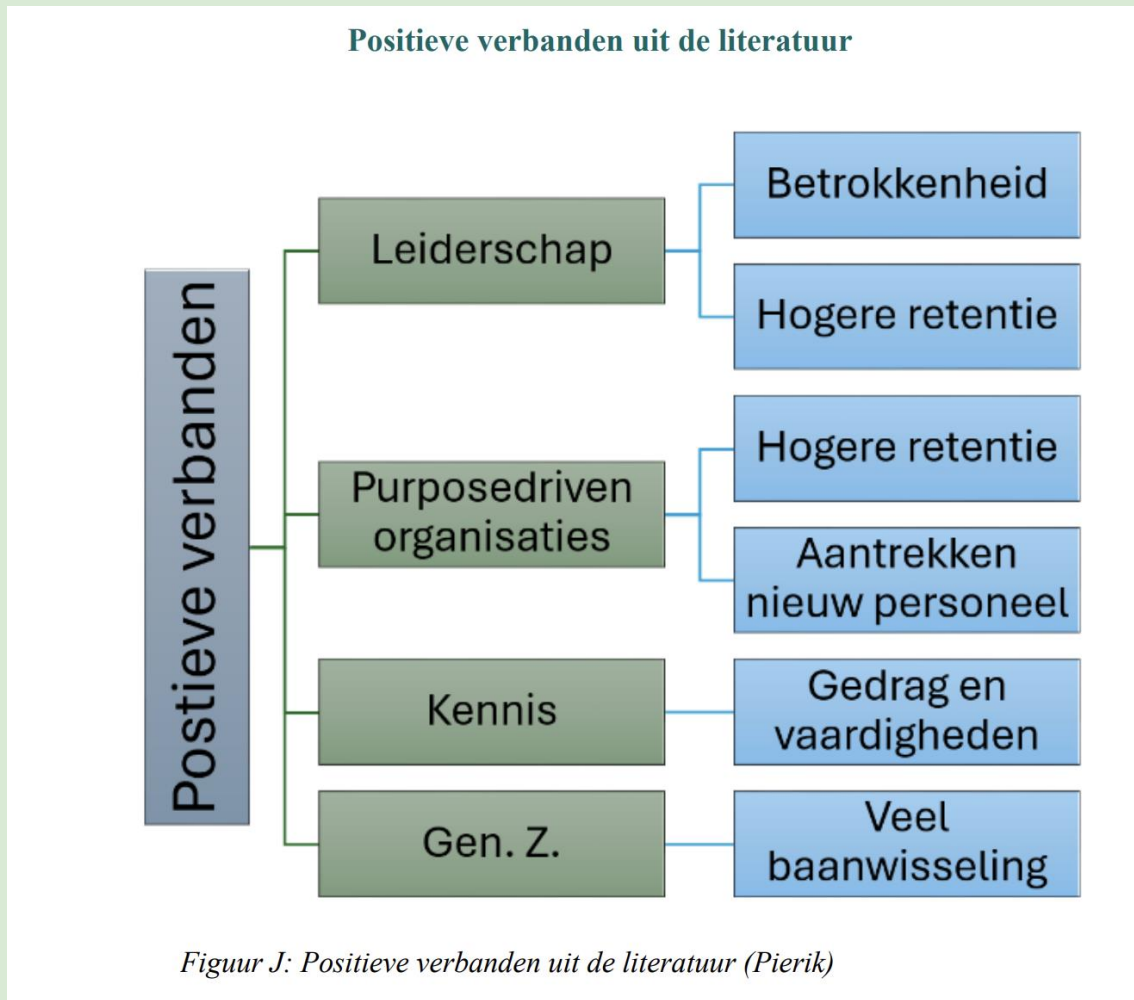 Positieve verbanden uit de literatuur
Postieve verbanden
Leiderschap
Betrokkenheid
Hogere retentie
Purposedriven
organisaties
Hogere retentie
Aantrekken
nieuw personeel
Kennis
Gedrag en
vaardigheden
Gen. Z.
Veel
baanwisseling
Figuur J: Positieve verbanden uit de literatuur (Pierik)